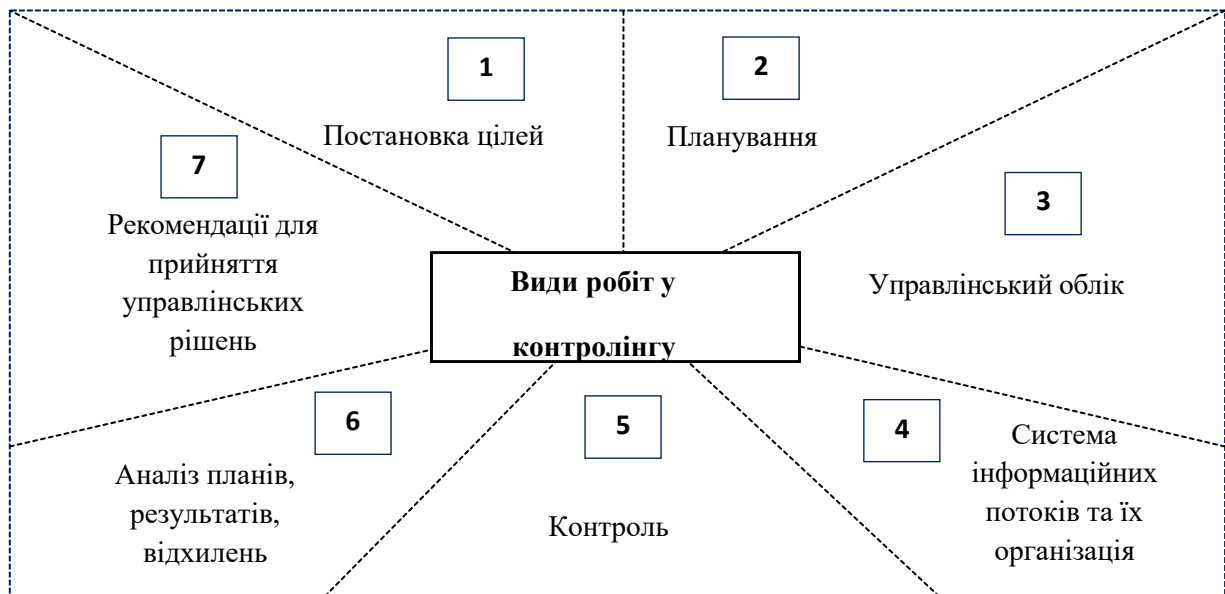 1
Постановка цілей
2
Планування
3
Управлінський облік
4
Система
інформаційних
потоків та їх
організація
5
Контроль
6
Аналіз планів,
результатів,
відхилень
7
Рекомендації для
прийняття
управлінських
рішень
Види робіт у
контролінгу